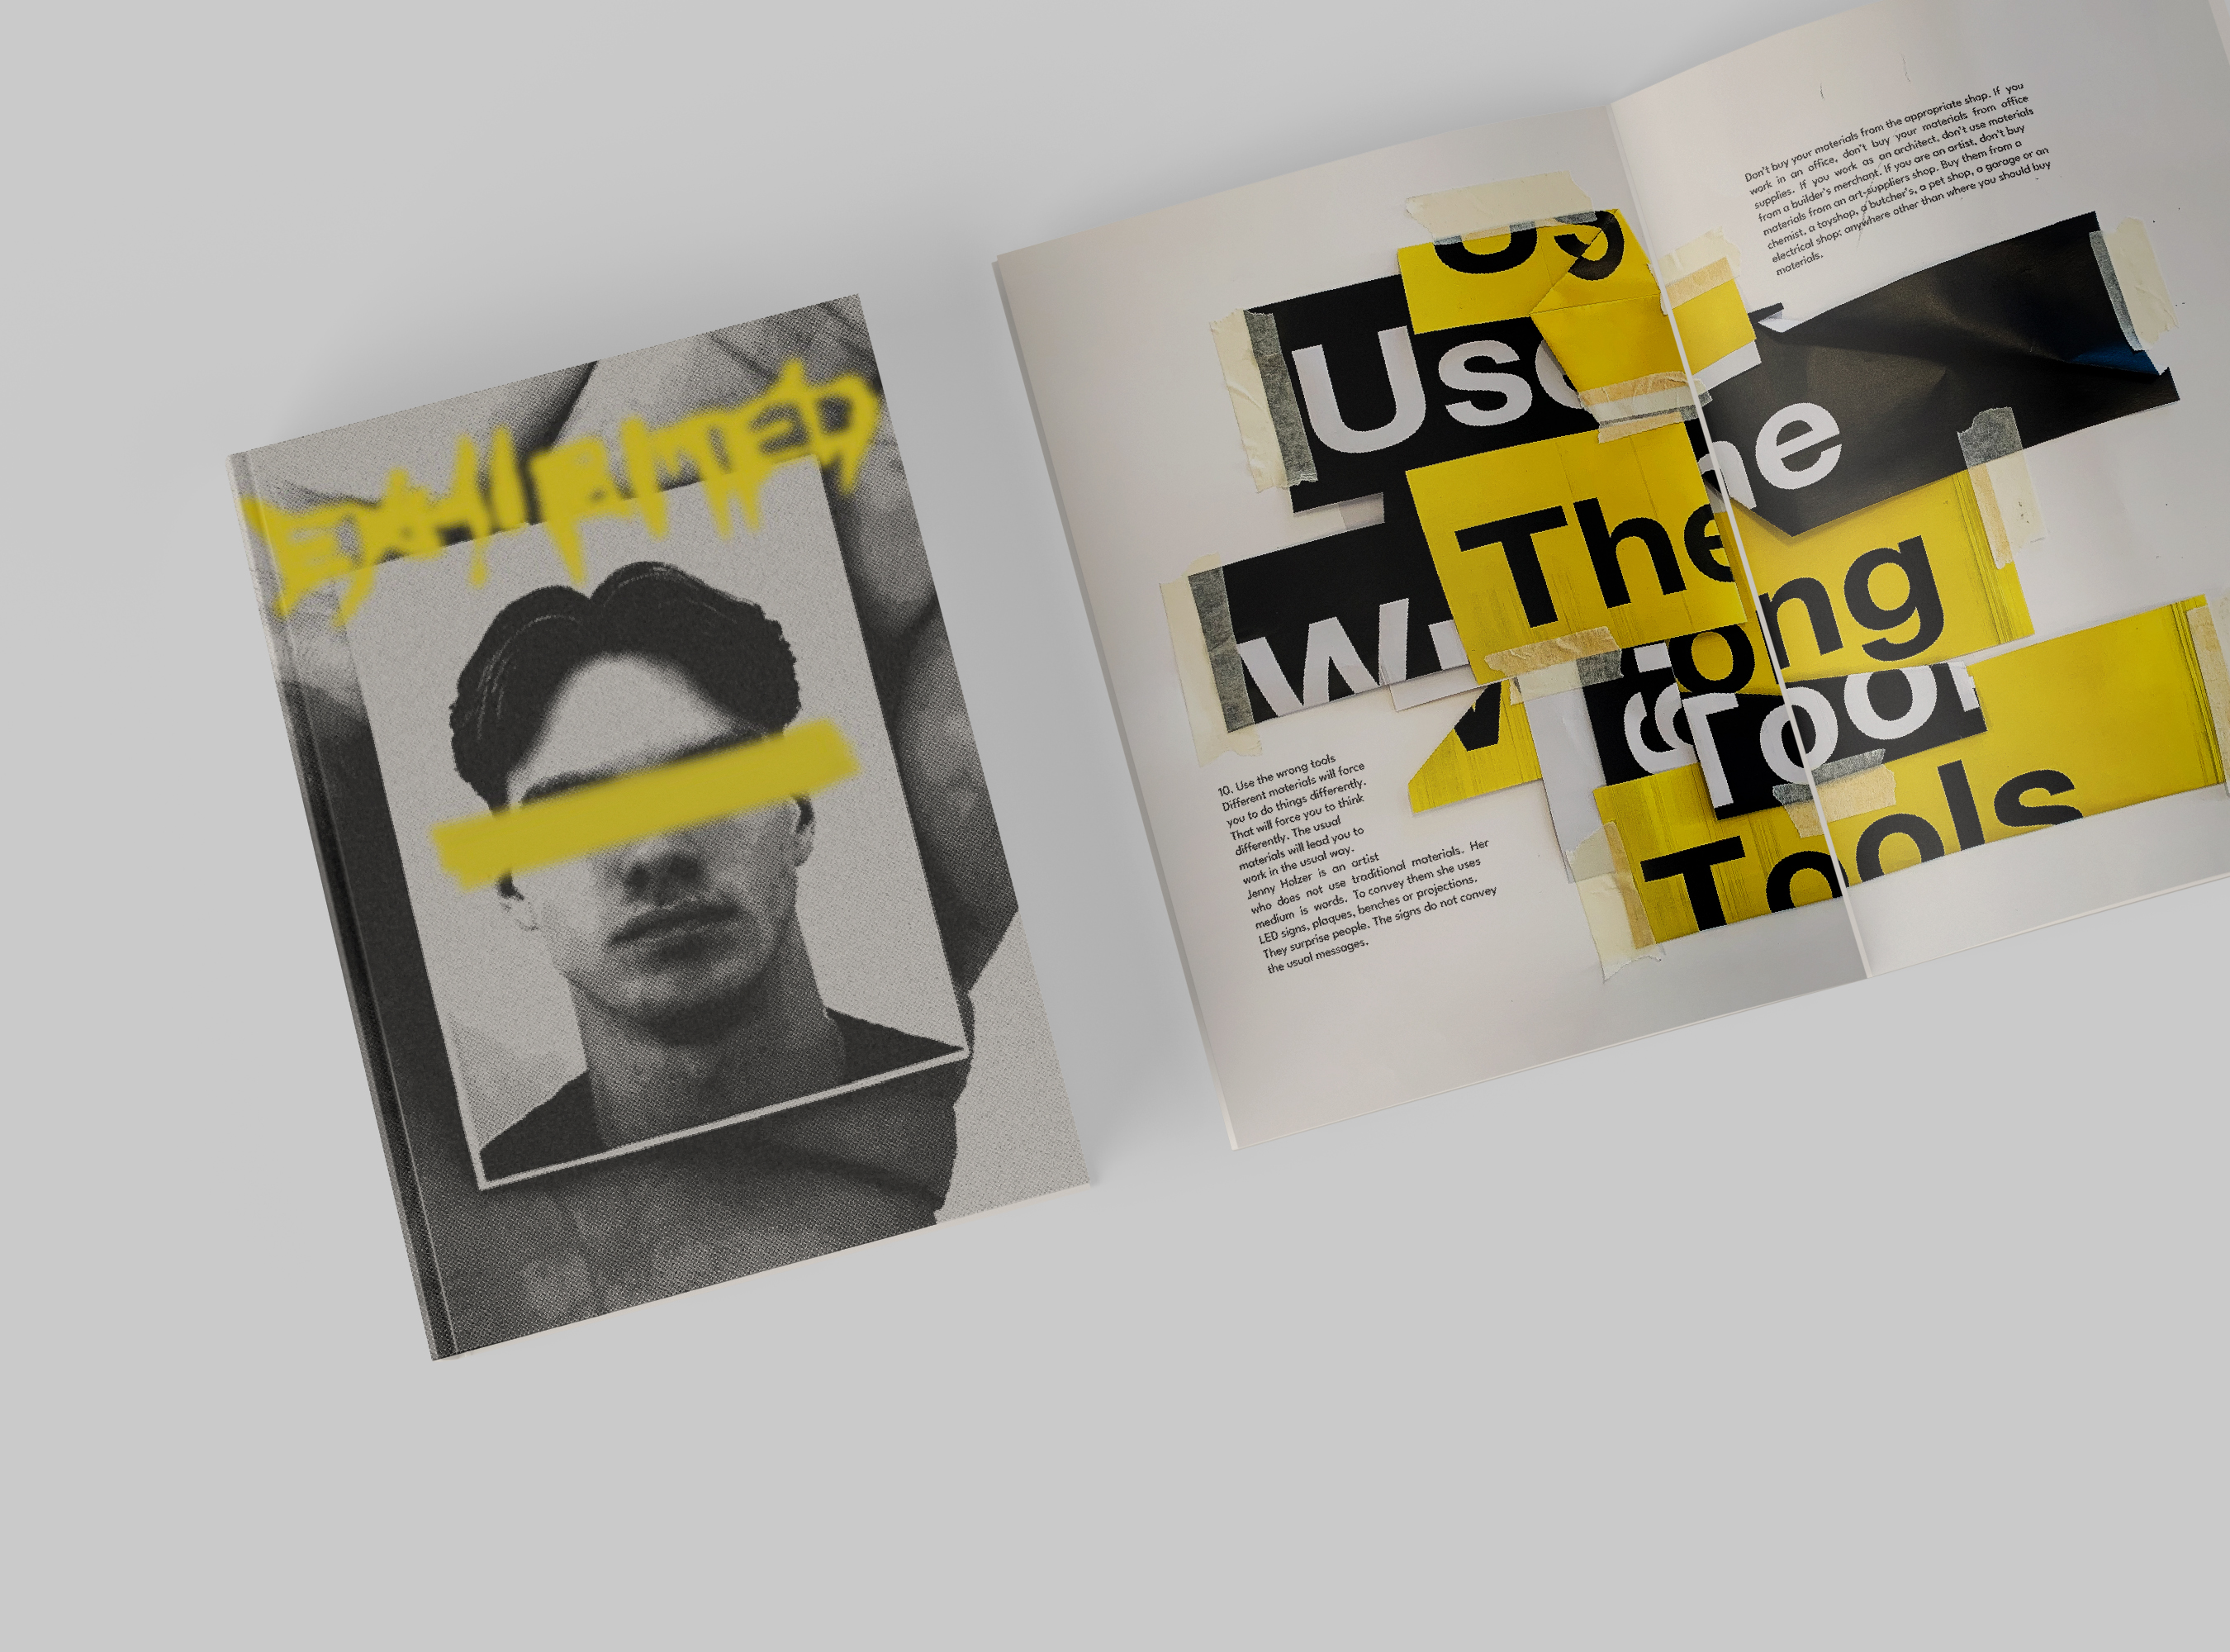 EXHIBITED
Use
The
he
Wr
ong
o
Tool
Tools
10. Use the wrong tools
Different materials will force
you to do things differently.
That will force you to think
differently. The usual
materials will lead you to
work in the usual way.
Jenny Holzer is an artist
who does not use traditional materials. Her
medium is words. To convey them she uses
LED signs, plaques, benches or projections.
They surprise people. The signs do not convey
the usual messages.
Don't buy your materials from the appropriate shop. If you
work in an office, don't buy your materials from office
supplies. If you work as an architect, don't use materials
from a builder's merchant. If you are an artist, don't buy
materials from an art-suppliers shop. Buy them from a
chemist, a toyshop, a butcher's, a pet shop, a garage or an
electrical shop: anywhere other than where you should buy
materials.